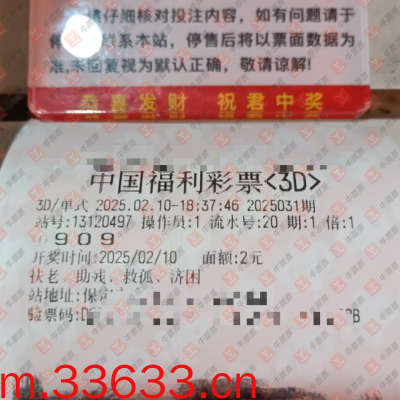 请仔细核对投注内容，如有问题请于
系本站，停售后将以票面数据为
准,未回复视为默认正确，敬请谅解!
恭喜发财 祝君中奖
中国福利彩票<3D>
3D/单式 2025.02.10-18:37:46 2025031期
站号:13120497 操作员:1 流水号:20 期:1 倍:1
909
开奖时间:2025/02/10 面额:2元
扶老、助残、救孤、济困
站地址:保定
验票码:D
m.33633.cn